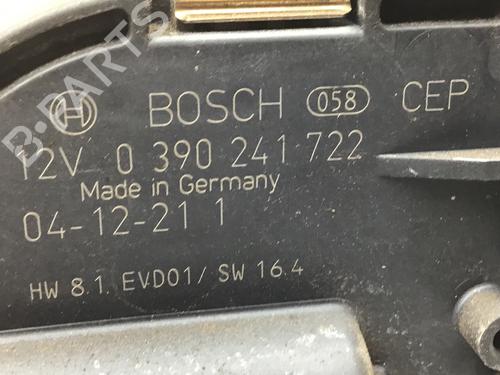 BOSCH 058 CEP
12V 0 390 241 722
Made in Germany
04-12-21 1
HW 8.1. EVD01/ SW 16.4
B-PARTS